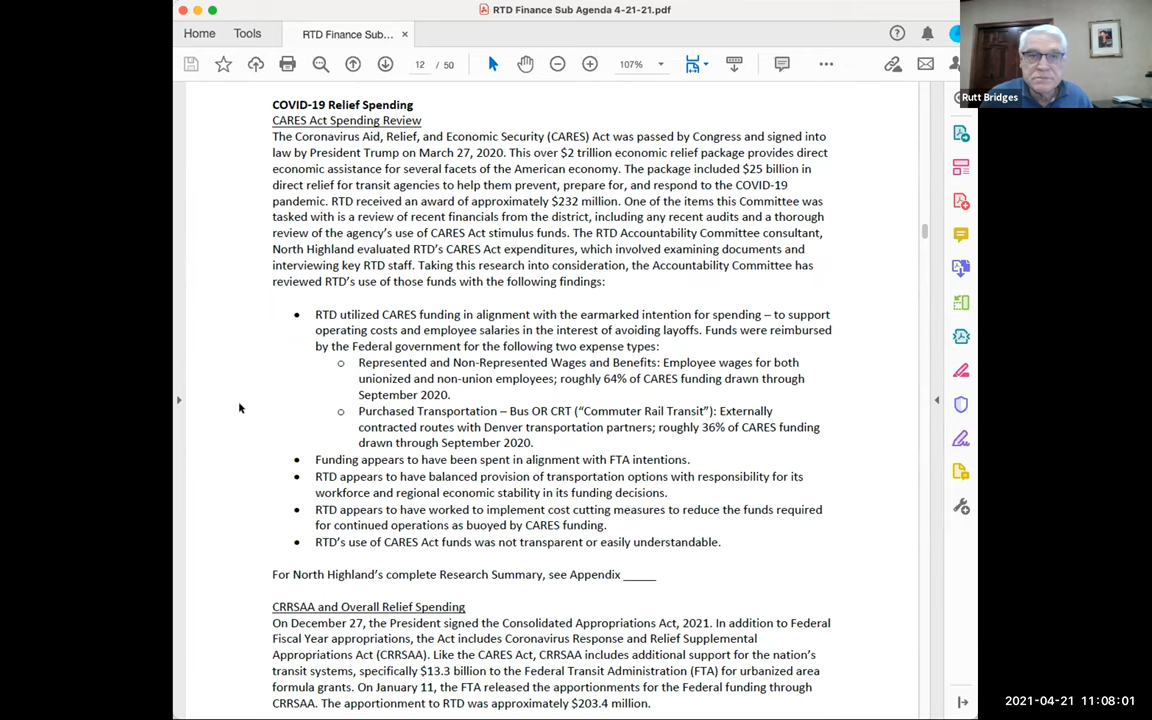 RTD Finance Sub Agenda 4-21-21.pdf
Home
Tools
RTD Finance Sub...
×
12 / 50
107%
Rutt Bridges
COVID-19 Relief Spending
CARES Act Spending Review
The Coronavirus Aid, Relief, and Economic Security (CARES) Act was passed by Congress and signed into
law by President Trump on March 27, 2020. This over $2 trillion economic relief package provides direct
economic assistance for several facets of the American economy. The package included $25 billion in
direct relief for transit agencies to help them prevent, prepare for, and respond to the COVID-19
pandemic. RTD received an award of approximately $232 million. One of the items this Committee was
tasked with is a review of recent financials from the district, including any recent audits and a thorough
review of the agency's use of CARES Act stimulus funds. The RTD Accountability Committee consultant,
North Highland evaluated RTD's CARES Act expenditures, which involved examining documents and
interviewing key RTD staff. Taking this research into consideration, the Accountability Committee has
reviewed RTD's use of those funds with the following findings:
• RTD utilized CARES funding in alignment with the earmarked intention for spending – to support
operating costs and employee salaries in the interest of avoiding layoffs. Funds were reimbursed
by the Federal government for the following two expense types:
o Represented and Non-Represented Wages and Benefits: Employee wages for both
unionized and non-union employees; roughly 64% of CARES funding drawn through
September 2020.
o Purchased Transportation – Bus OR CRT ("Commuter Rail Transit"): Externally
contracted routes with Denver transportation partners; roughly 36% of CARES funding
drawn through September 2020.
• Funding appears to have been spent in alignment with FTA intentions.
• RTD appears to have balanced provision of transportation options with responsibility for its
workforce and regional economic stability in its funding decisions.
• RTD appears to have worked to implement cost cutting measures to reduce the funds required
for continued operations as buoyed by CARES funding.
• RTD's use of CARES Act funds was not transparent or easily understandable.
For North Highland's complete Research Summary, see Appendix _____
CRRSAA and Overall Relief Spending
On December 27, the President signed the Consolidated Appropriations Act, 2021. In addition to Federal
Fiscal Year appropriations, the Act includes Coronavirus Response and Relief Supplemental
Appropriations Act (CRRSAA). Like the CARES Act, CRRSAA includes additional support for the nation's
transit systems, specifically $13.3 billion to the Federal Transit Administration (FTA) for urbanized area
formula grants. On January 11, the FTA released the apportionments for the Federal funding through
CRRSAA. The apportionment to RTD was approximately $203.4 million.
2021-04-21 11:08:01